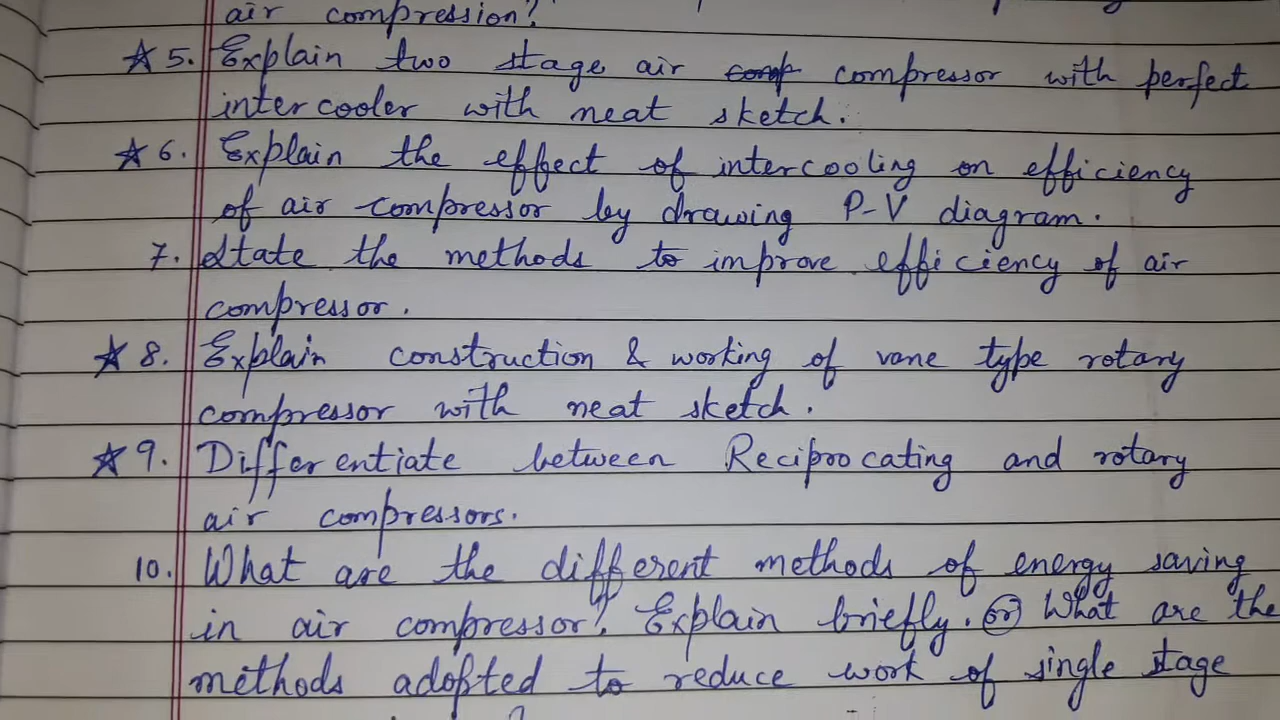 air compression?
☆ 5. Explain two stage air comp compressor with perfect
intercooler with neat sketch.
☆ 6. Explain the effect of intercooling on efficiency
of air compressor by drawing P-V diagram.
7. State the methods to improve efficiency of air
compressor.
☆ 8. Explain construction & working of vane type rotary
compressor with neat sketch.
☆ 9. Differentiate between Reciprocating and rotary
air compressors.
10. What are the different methods of energy saving
in air compressor? Explain briefly. (or) What are the
methods adopted to reduce work of single stage